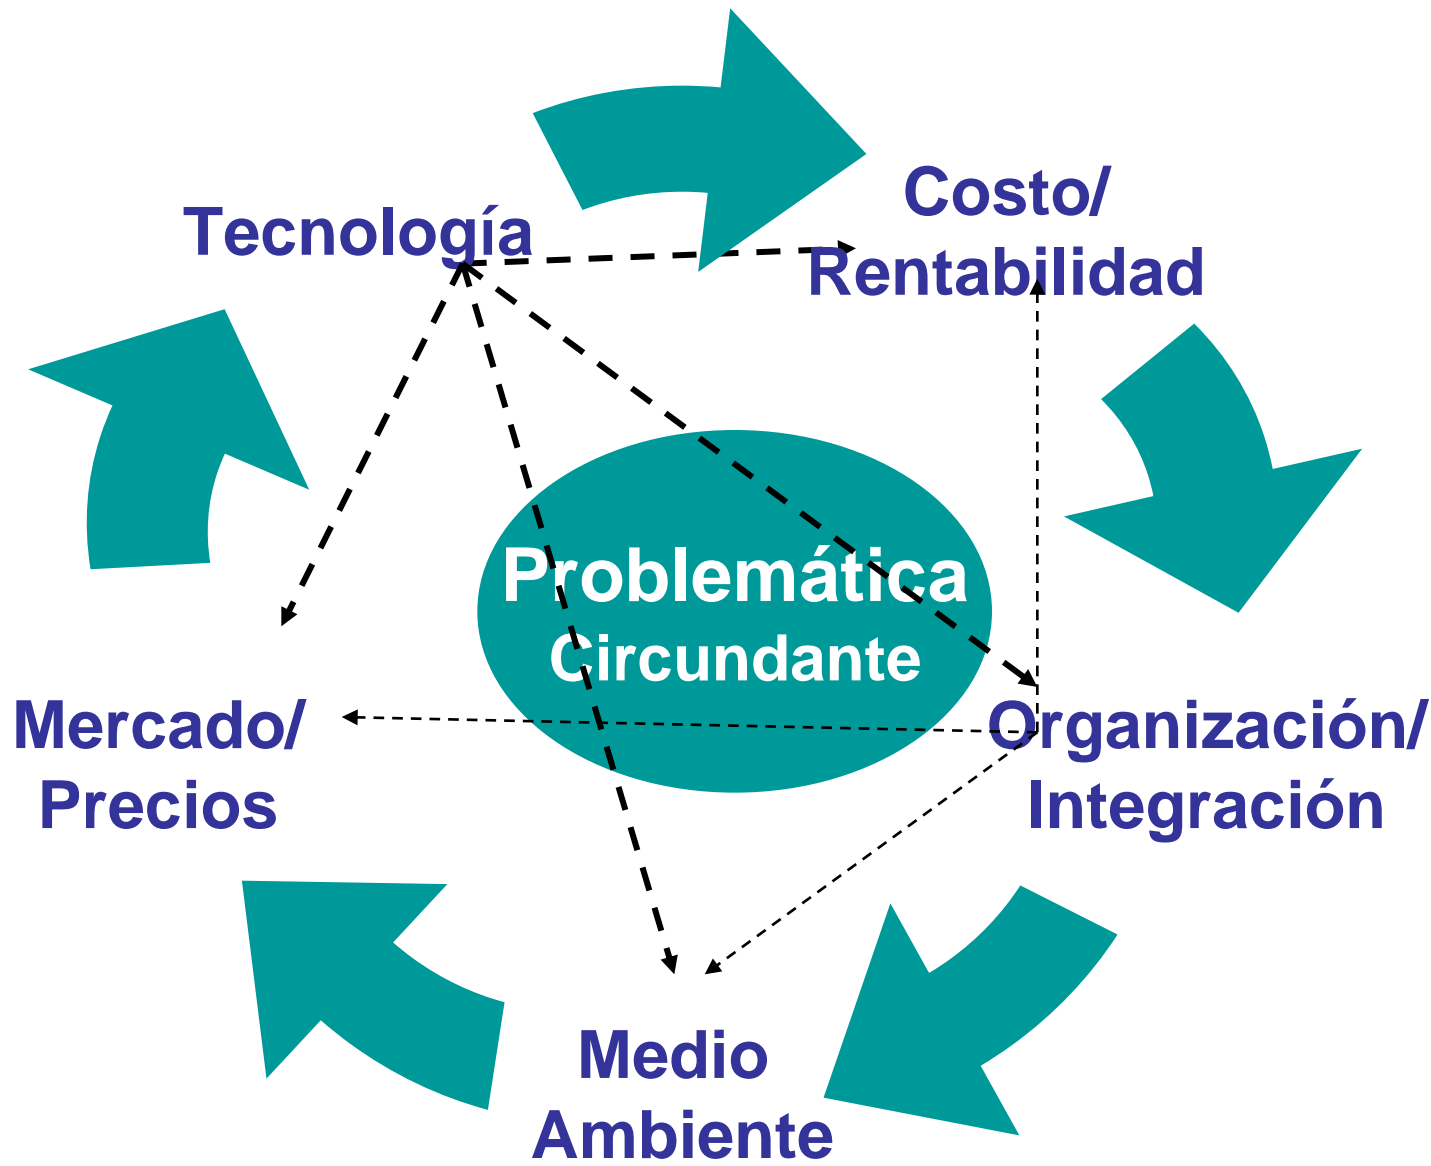 Tecnología
Costo/
Rentabilidad
Problemática
Circundante
Mercado/
Precios
Organización/
Integración
Medio
Ambiente